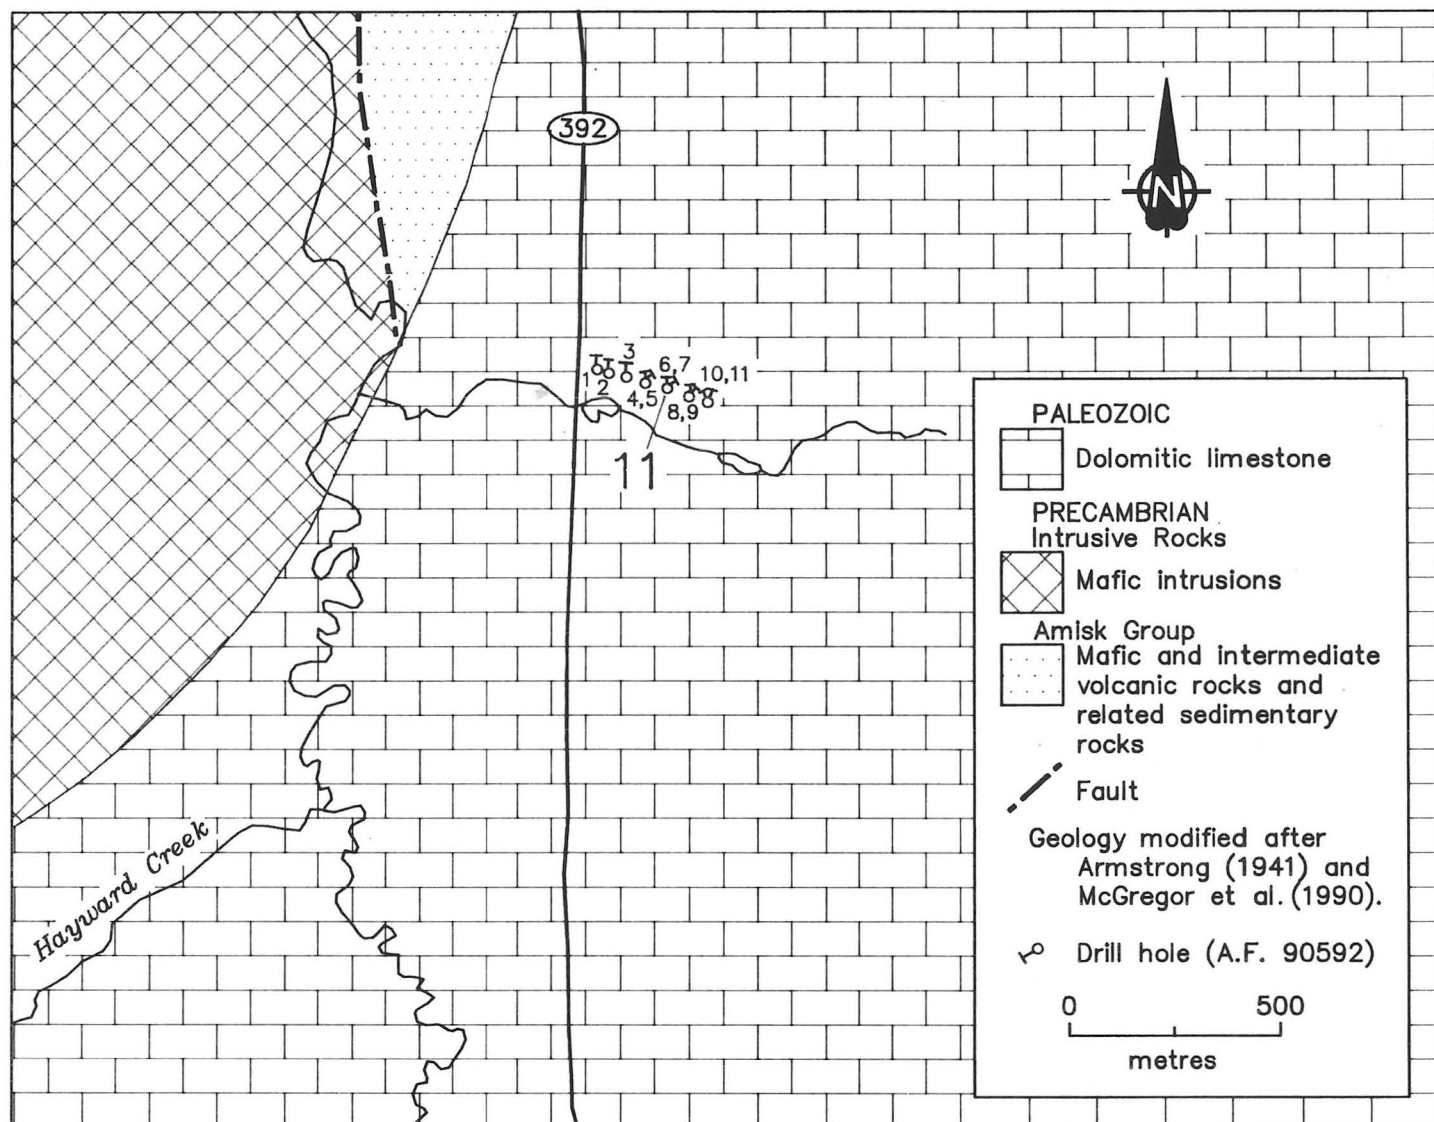 392
N
3
6,7
10,11
1
2
4,5
8,9
11
PALEOZOIC
Dolomitic limestone
PRECAMBRIAN
Intrusive Rocks
Mafic intrusions
Amisk Group
Mafic and intermediate
volcanic rocks and
related sedimentary
rocks
Fault
Geology modified after
Armstrong (1941) and
McGregor et al. (1990).
Drill hole (A.F. 90592)
0 500
metres
Hayward Creek